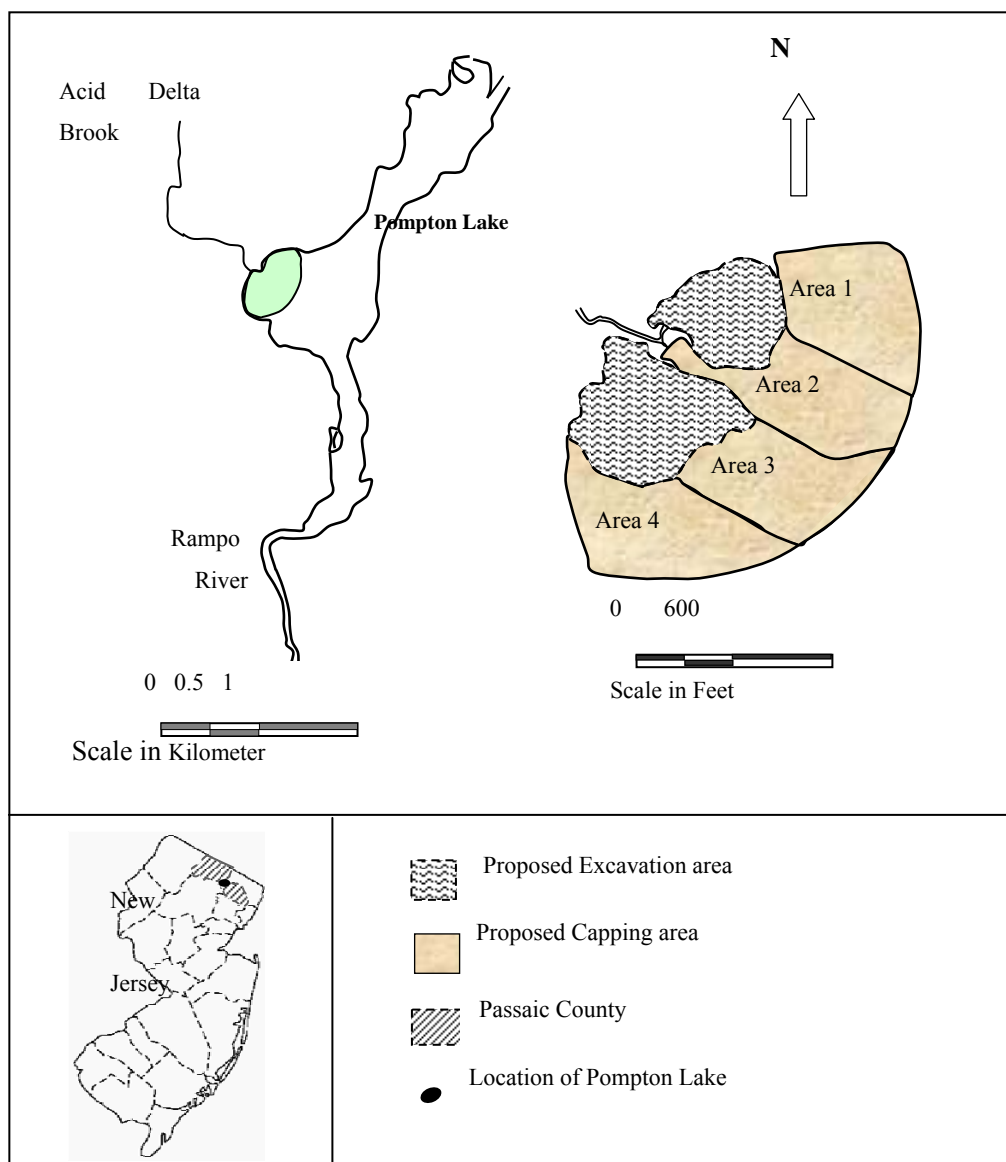 N
Acid Delta
Brook
Pompton Lake
Area 1
Area 2
Area 3
Area 4
Rampo
River
0 600
Scale in Feet
0 0.5 1
Scale in Kilometer
New
Jersey
Proposed Excavation area
Proposed Capping area
Passaic County
Location of Pompton Lake